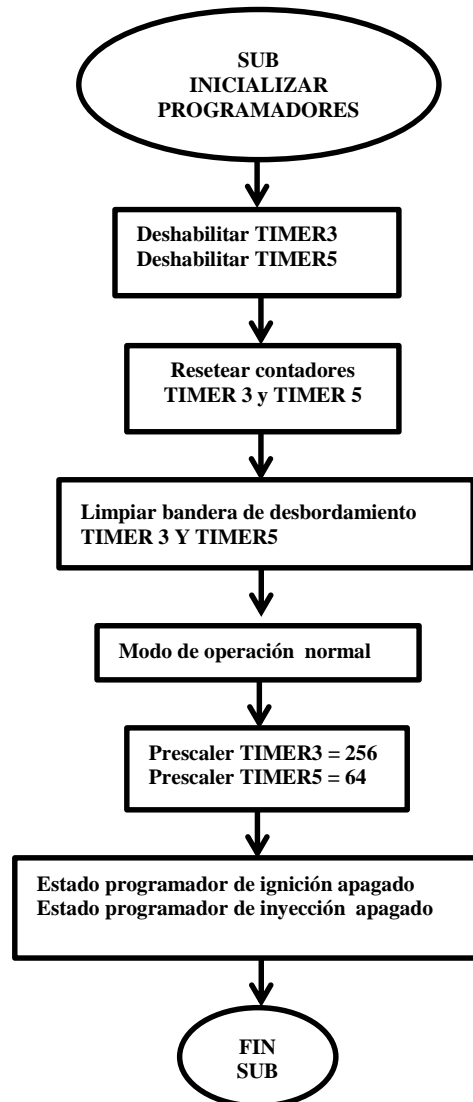 SUB
INICIALIZAR
PROGRAMADORES
Deshabilitar TIMER3
Deshabilitar TIMER5
Resetear contadores
TIMER 3 y TIMER 5
Limpiar bandera de desbordamiento
TIMER 3 Y TIMER5
Modo de operación normal
Prescaler TIMER3 = 256
Prescaler TIMER5 = 64
Estado programador de ignición apagado
Estado programador de inyección apagado
FIN
SUB